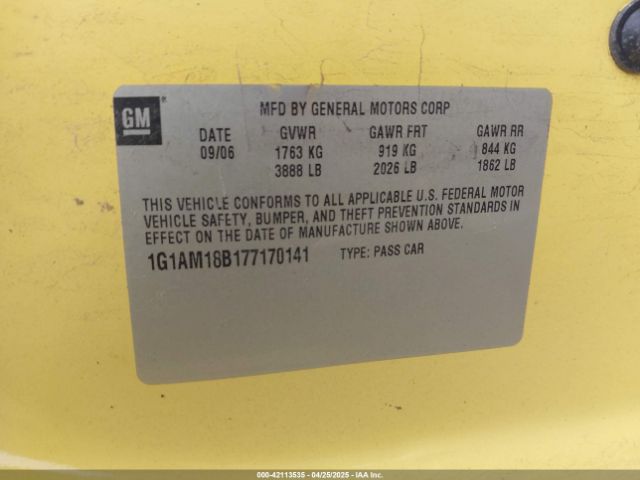 GM ®
MFD BY GENERAL MOTORS CORP
DATE GVWR GAWR FRT GAWR RR
09/06 1763 KG 919 KG 844 KG
3888 LB 2026 LB 1862 LB
THIS VEHICLE CONFORMS TO ALL APPLICABLE U.S. FEDERAL MOTOR
VEHICLE SAFETY, BUMPER, AND THEFT PREVENTION STANDARDS IN
EFFECT ON THE DATE OF MANUFACTURE SHOWN ABOVE.
1G1AM18B177170141 TYPE: PASS CAR
000-42113535 - 04/25/2025 - IAA, Inc.